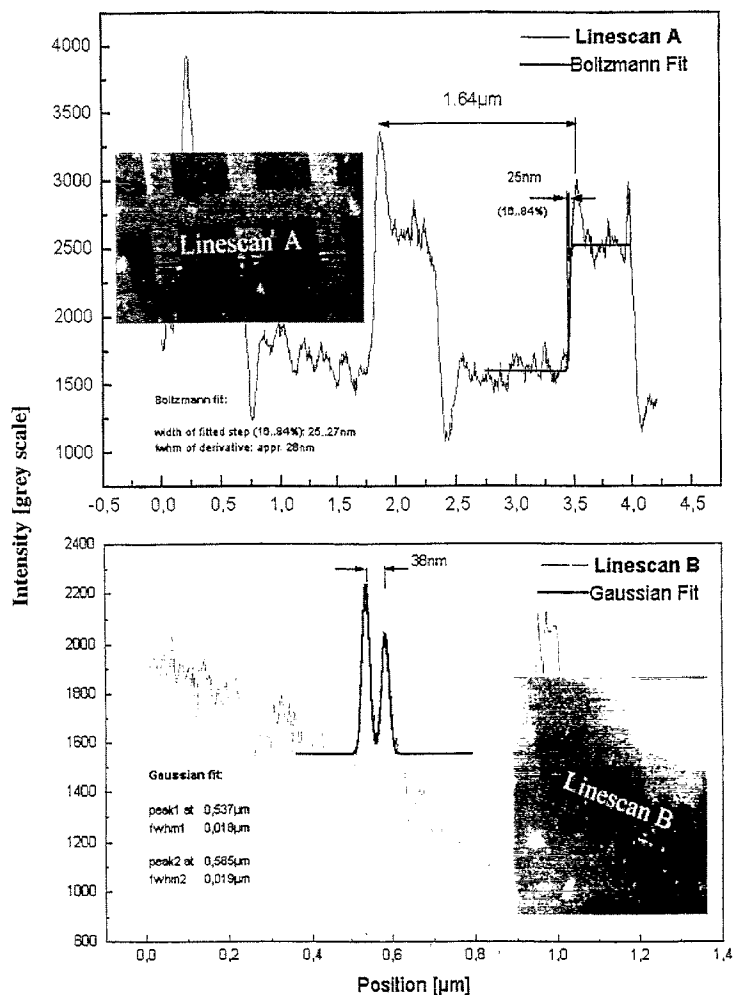 4000
3750
3500
3000
2500
2000
1750
1500
1250
1000
-0,5 0,0 0,5 1,0 1,5 2,0 2,5 3,0 3,5 4,0 4,5
Linescan A
Boltzmann Fit
1.64µm
25nm
(16..84%)
Linescan A
Boltzmann fit:
width of fitted step (16..84%): 25..27nm
fwhm of derivative: appr. 28nm
Intensity [grey scale]
2400
2200
2000
1800
1600
1400
1200
1000
800
0,0 0,2 0,4 0,6 0,8 1,0 1,2 1,4
Linescan B
Gaussian Fit
38nm
Gaussian fit:
peak1 at 0,537µm
fwhm1 0,018µm
peak2 at 0,585µm
fwhm2 0,019µm
Linescan B
Position [µm]